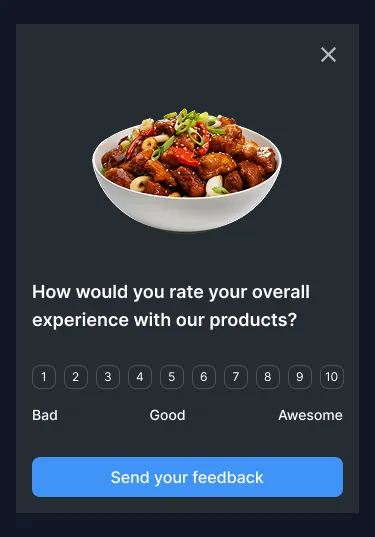 How would you rate your overall
experience with our products?
1 2 3 4 5 6 7 8 9 10
Bad Good Awesome
Send your feedback